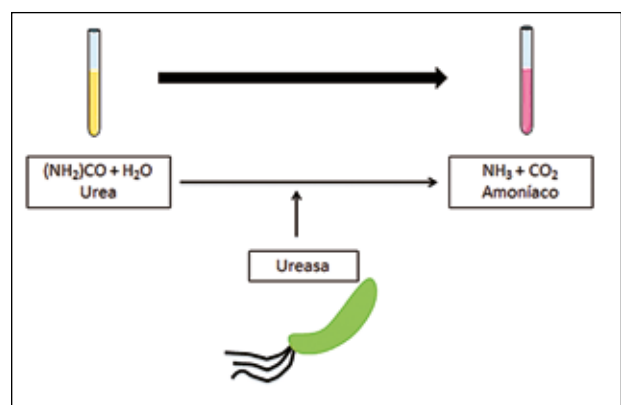 (NH₂)CO + H₂O
Urea
NH₃ + CO₂
Amoníaco
Ureasa